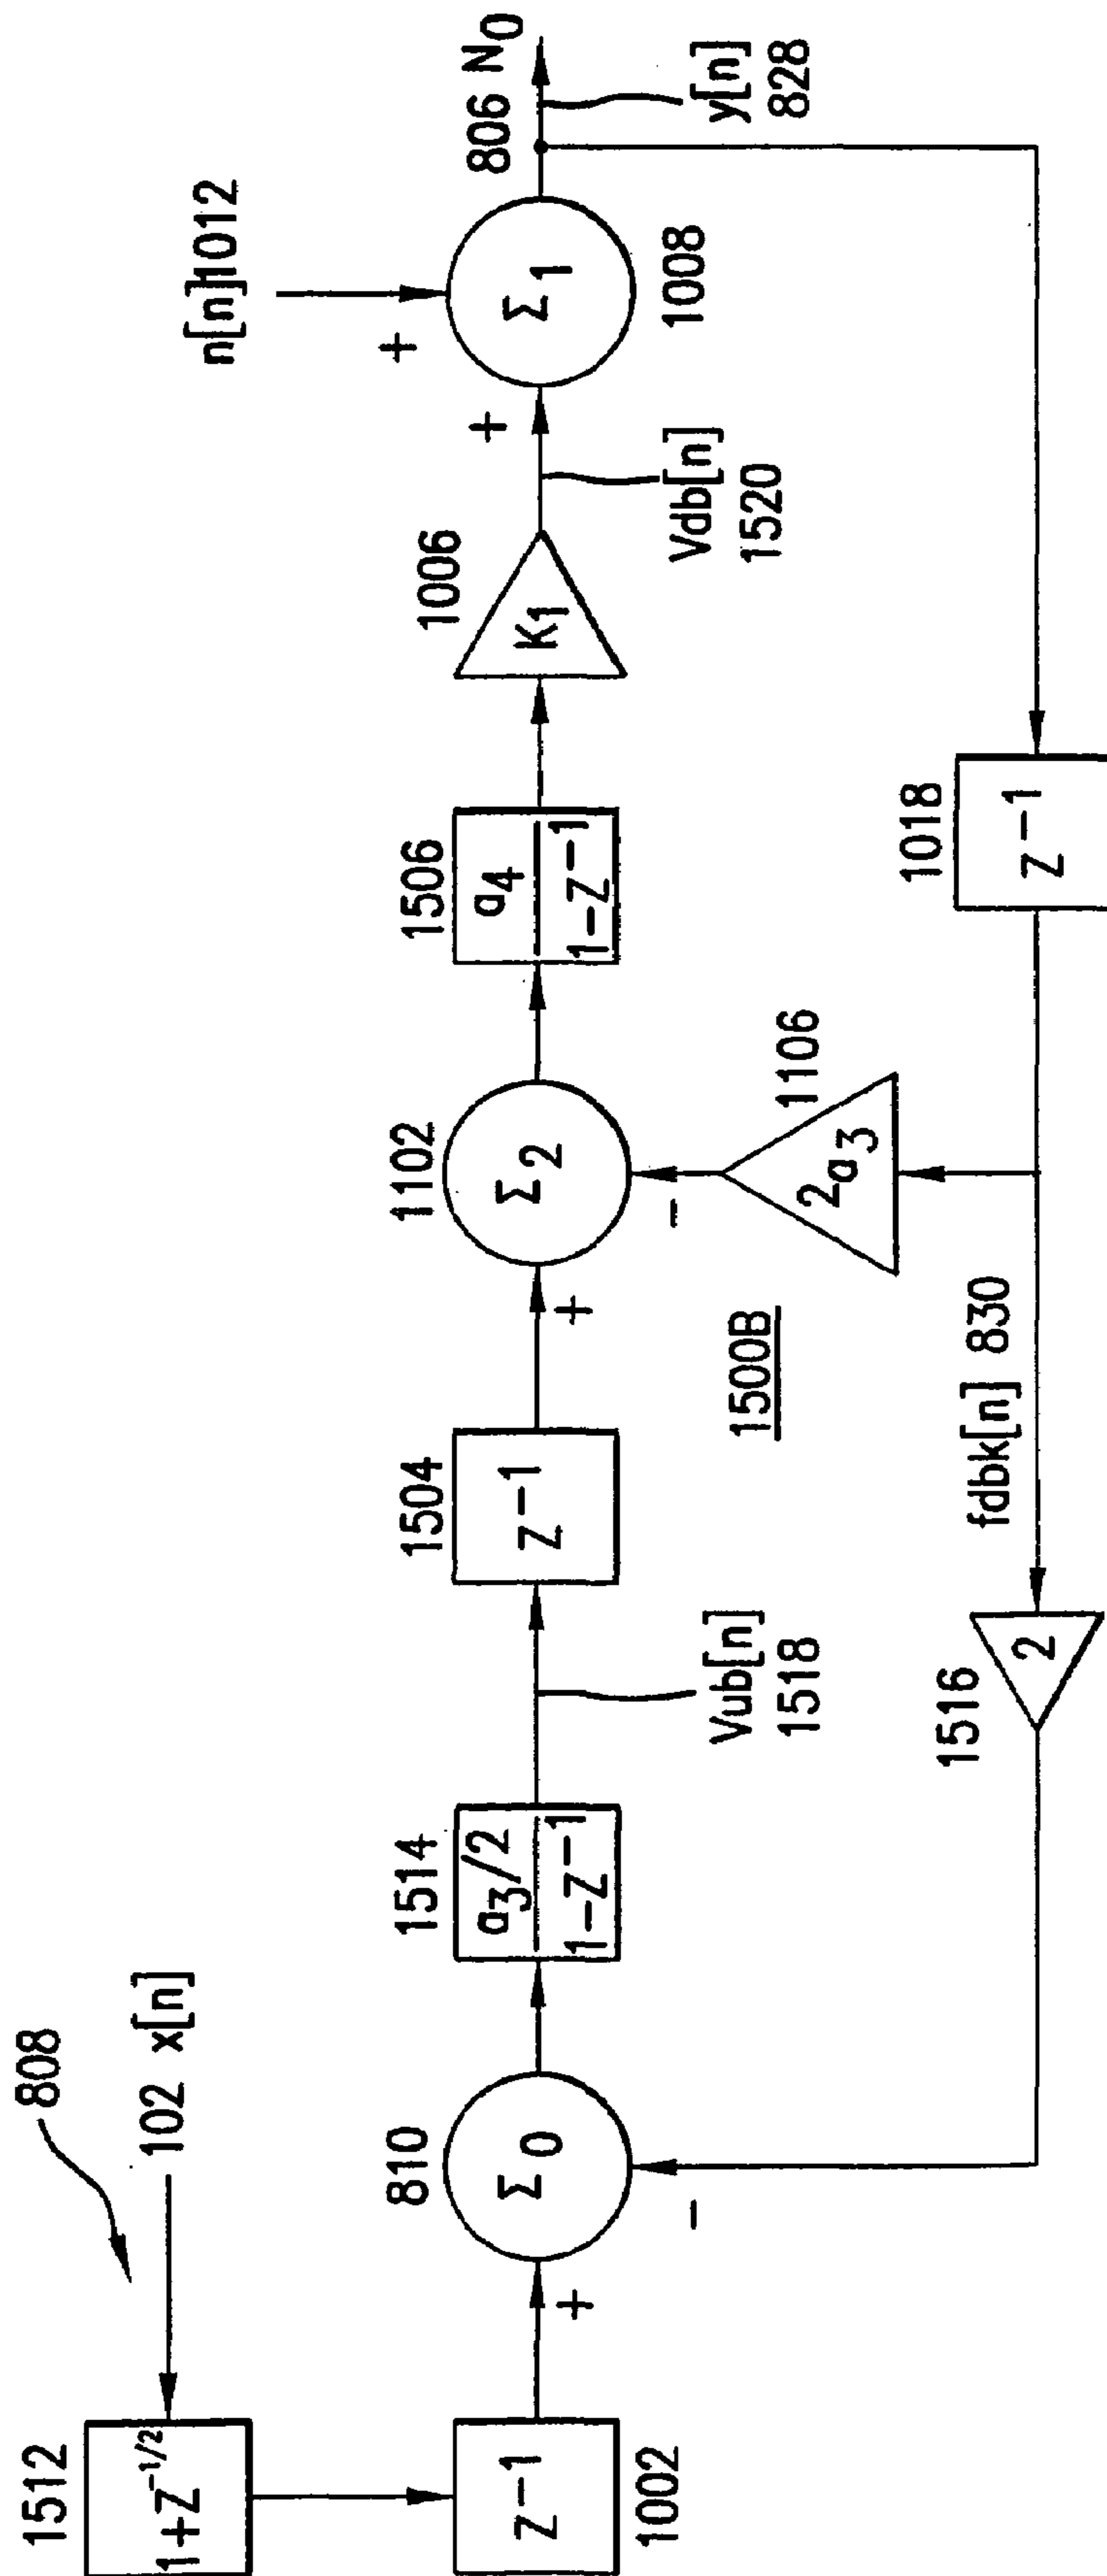 808
1512
1+Z^-1/2
102 x[n]
Z^-1
1002
+
810
Σ0
-
1514
a3/2
1-Z^-1
Vub[n]
1518
1504
Z^-1
+
1102
Σ2
-
1506
a4
1-Z^-1
1006
K1
Vdb[n]
1520
+
n[n]
1012
+
Σ1
1008
806 N0
y[n]
828
1018
Z^-1
1106
2a3
1500B
fdbk[n] 830
1516
2